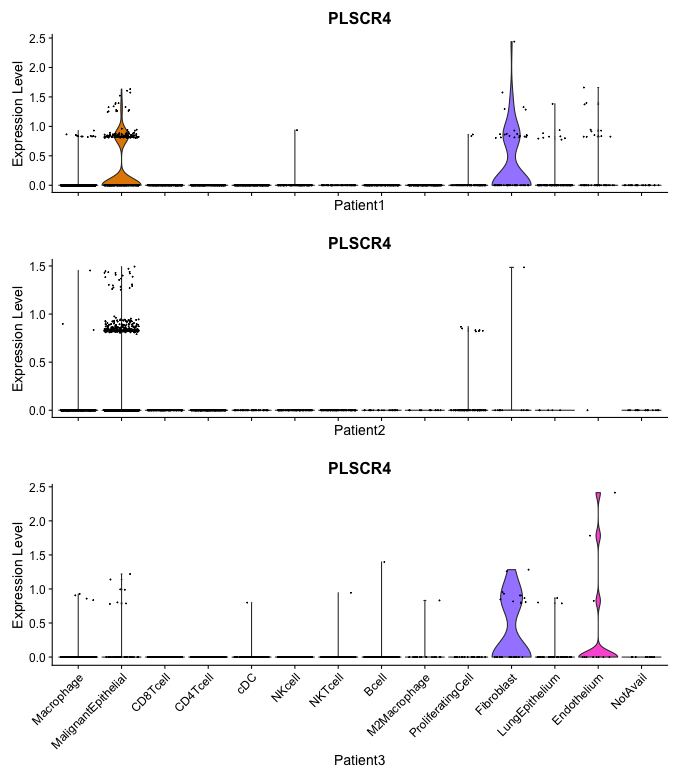 PLSCR4
Expression Level
2.5
2.0
1.5
1.0
0.5
0.0
Patient1
PLSCR4
Expression Level
1.5
1.0
0.5
0.0
Patient2
PLSCR4
Expression Level
2.5
2.0
1.5
1.0
0.5
0.0
Macrophage
MalignantEpithelial
CD8Tcell
CD4Tcell
cDC
NKcell
NKTcell
Bcell
M2Macrophage
ProliferatingCell
Fibroblast
LungEpithelium
Endothelium
NotAvail
Patient3